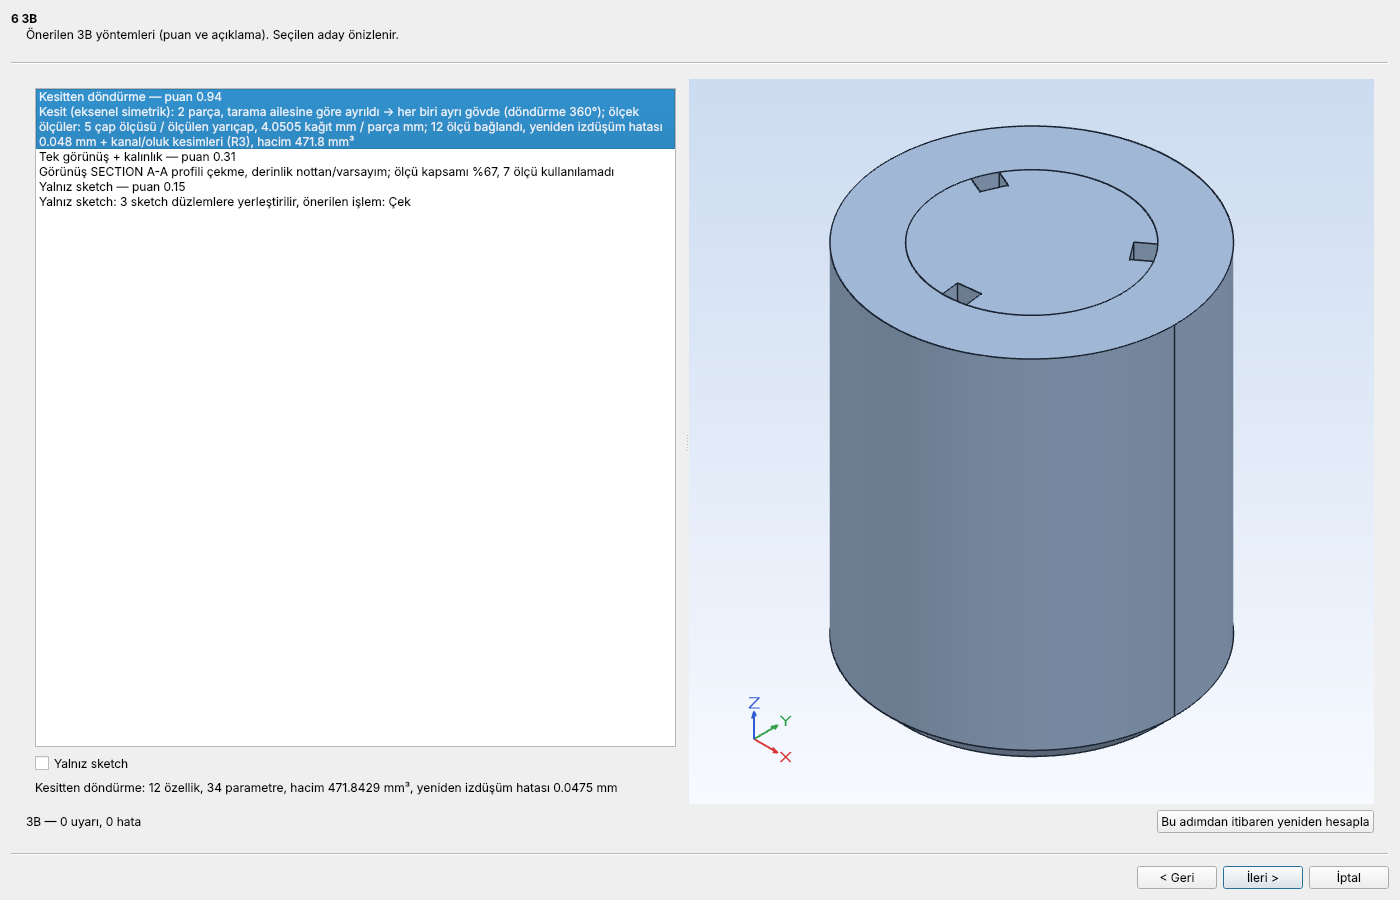 6 3B
Önerilen 3B yöntemleri (puan ve açıklama). Seçilen aday önizlenir.
Kesitten döndürme — puan 0.94
Kesit (eksenel simetrik): 2 parça, tarama ailesine göre ayrıldı → her biri ayrı gövde (döndürme 360°); ölçek
ölçüler: 5 çap ölçüsü / ölçülen yarıçap, 4.0505 kağıt mm / parça mm; 12 ölçü bağlandı, yeniden izdüşüm hatası
0.048 mm + kanal/oluk kesimleri (R3), hacim 471.8 mm³
Tek görünüş + kalınlık — puan 0.31
Görünüş SECTION A-A profili çekme, derinlik nottan/varsayım; ölçü kapsamı %67, 7 ölçü kullanılamadı
Yalnız sketch — puan 0.15
Yalnız sketch: 3 sketch düzlemlere yerleştirilir, önerilen işlem: Çek
Z
Y
X
Yalnız sketch
Kesitten döndürme: 12 özellik, 34 parametre, hacim 471.8429 mm³, yeniden izdüşüm hatası 0.0475 mm
3B — 0 uyarı, 0 hata
Bu adımdan itibaren yeniden hesapla
< Geri
İleri >
İptal